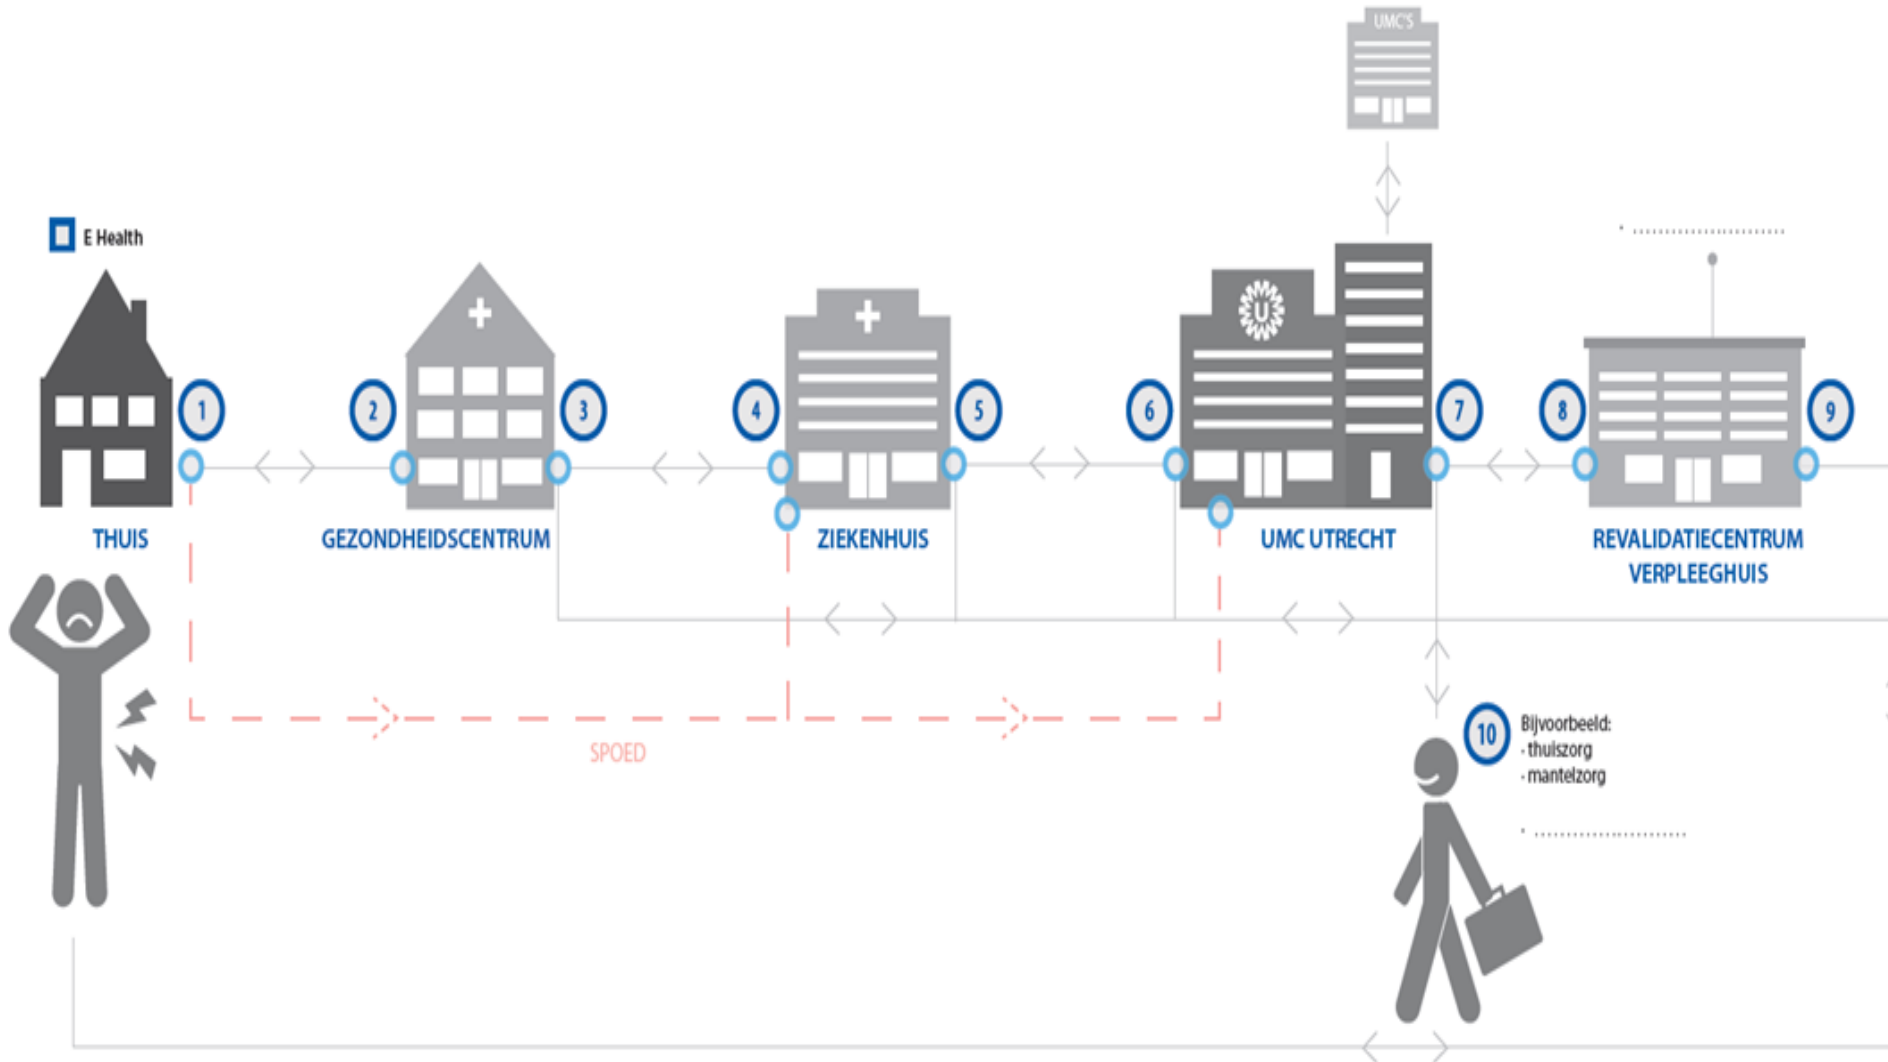 UMC'S
E Health
U
1
2
3
4
5
6
7
8
9
THUIS
GEZONDHEIDSCENTRUM
ZIEKENHUIS
UMC UTRECHT
REVALIDATIECENTRUM
VERPLEEGHUIS
SPOED
10
Bijvoorbeeld:
- thuiszorg
- mantelzorg